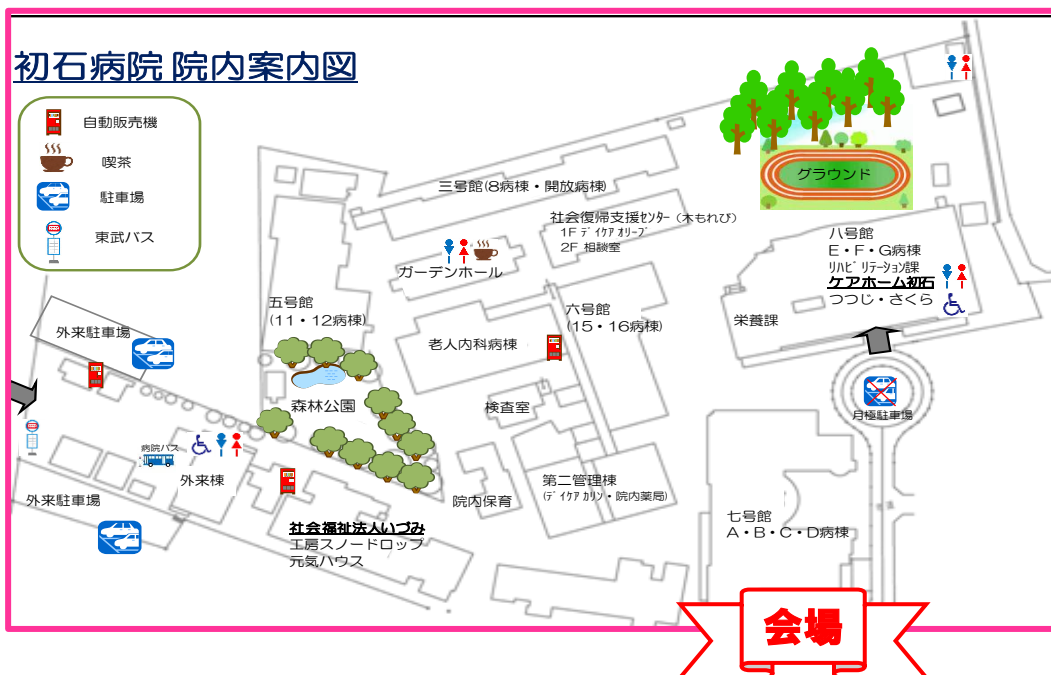 初石病院 院内案内図
自動販売機
喫茶
駐車場
東武バス
グラウンド
三号館(8病棟・開放病棟)
社会復帰支援ｾﾝﾀｰ（木もれび）
1F ﾃﾞｲｹｱ ｵﾘｰﾌﾞ
2F 相談室
ガーデンホール
八号館
E・F・G病棟
ﾘﾊﾋﾞﾘﾃｰｼｮﾝ課
ケアホーム初石
つつじ・さくら
栄養課
五号館
(11・12病棟)
六号館
(15・16病棟)
老人内科病棟
外来駐車場
森林公園
検査室
月極駐車場
病院バス
外来棟
外来駐車場
院内保育
第二管理棟
(ﾃﾞｲｹｱ ｶﾘﾝ・院内薬局)
社会福祉法人いづみ
工房スノードロップ
元気ハウス
七号館
A・B・C・D病棟
会場